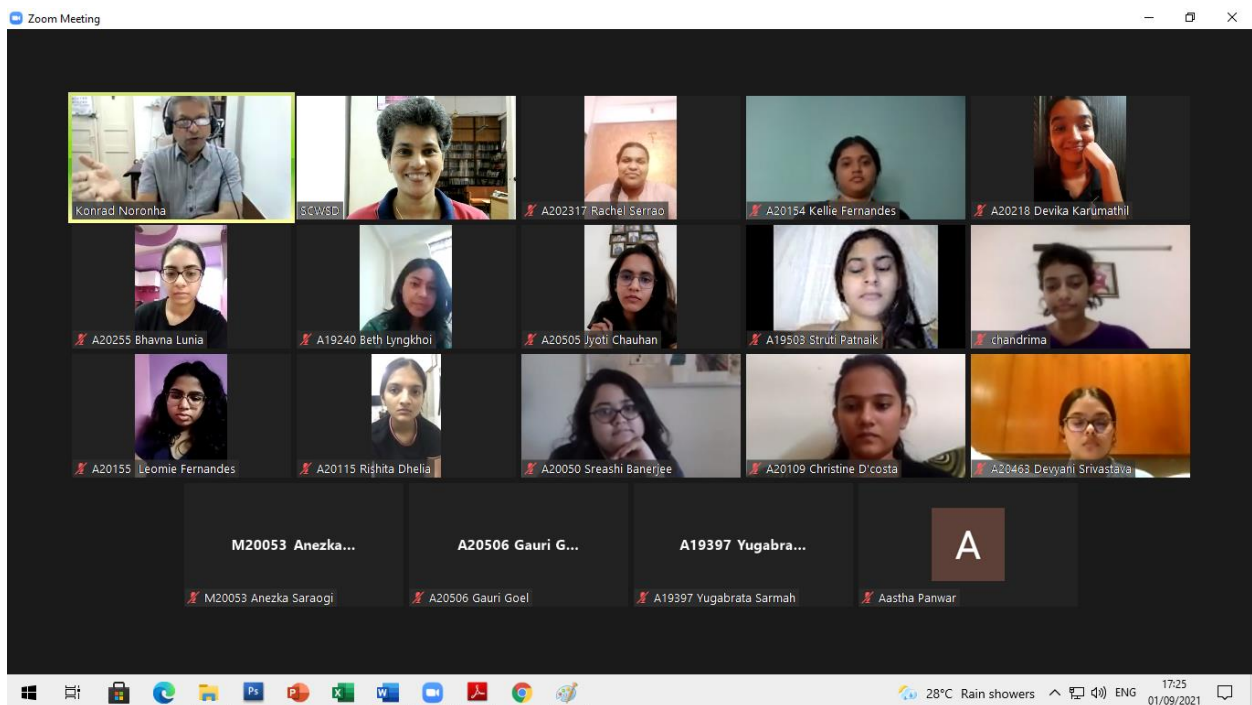 Zoom Meeting
Konrad Noronha
SCWSD
A202317 Rachel Serrao
A20154 Kellie Fernandes
A20218 Devika Karumathil
A20255 Bhavna Lunia
A19240 Beth Lyngkhoi
A20505 Jyoti Chauhan
A19503 Struti Patnaik
chandrima
A20155 Leomie Fernandes
A20115 Rishita Dhelia
A20050 Sreashi Banerjee
A20109 Christine D'costa
A20463 Devyani Srivastava
M20053 Anezka...
A20506 Gauri G...
A19397 Yugabra...
A
M20053 Anezka Saraogi
A20506 Gauri Goel
A19397 Yugabrata Sarmah
Aastha Panwar
Ps
28°C Rain showers
ENG
17:25
01/09/2021